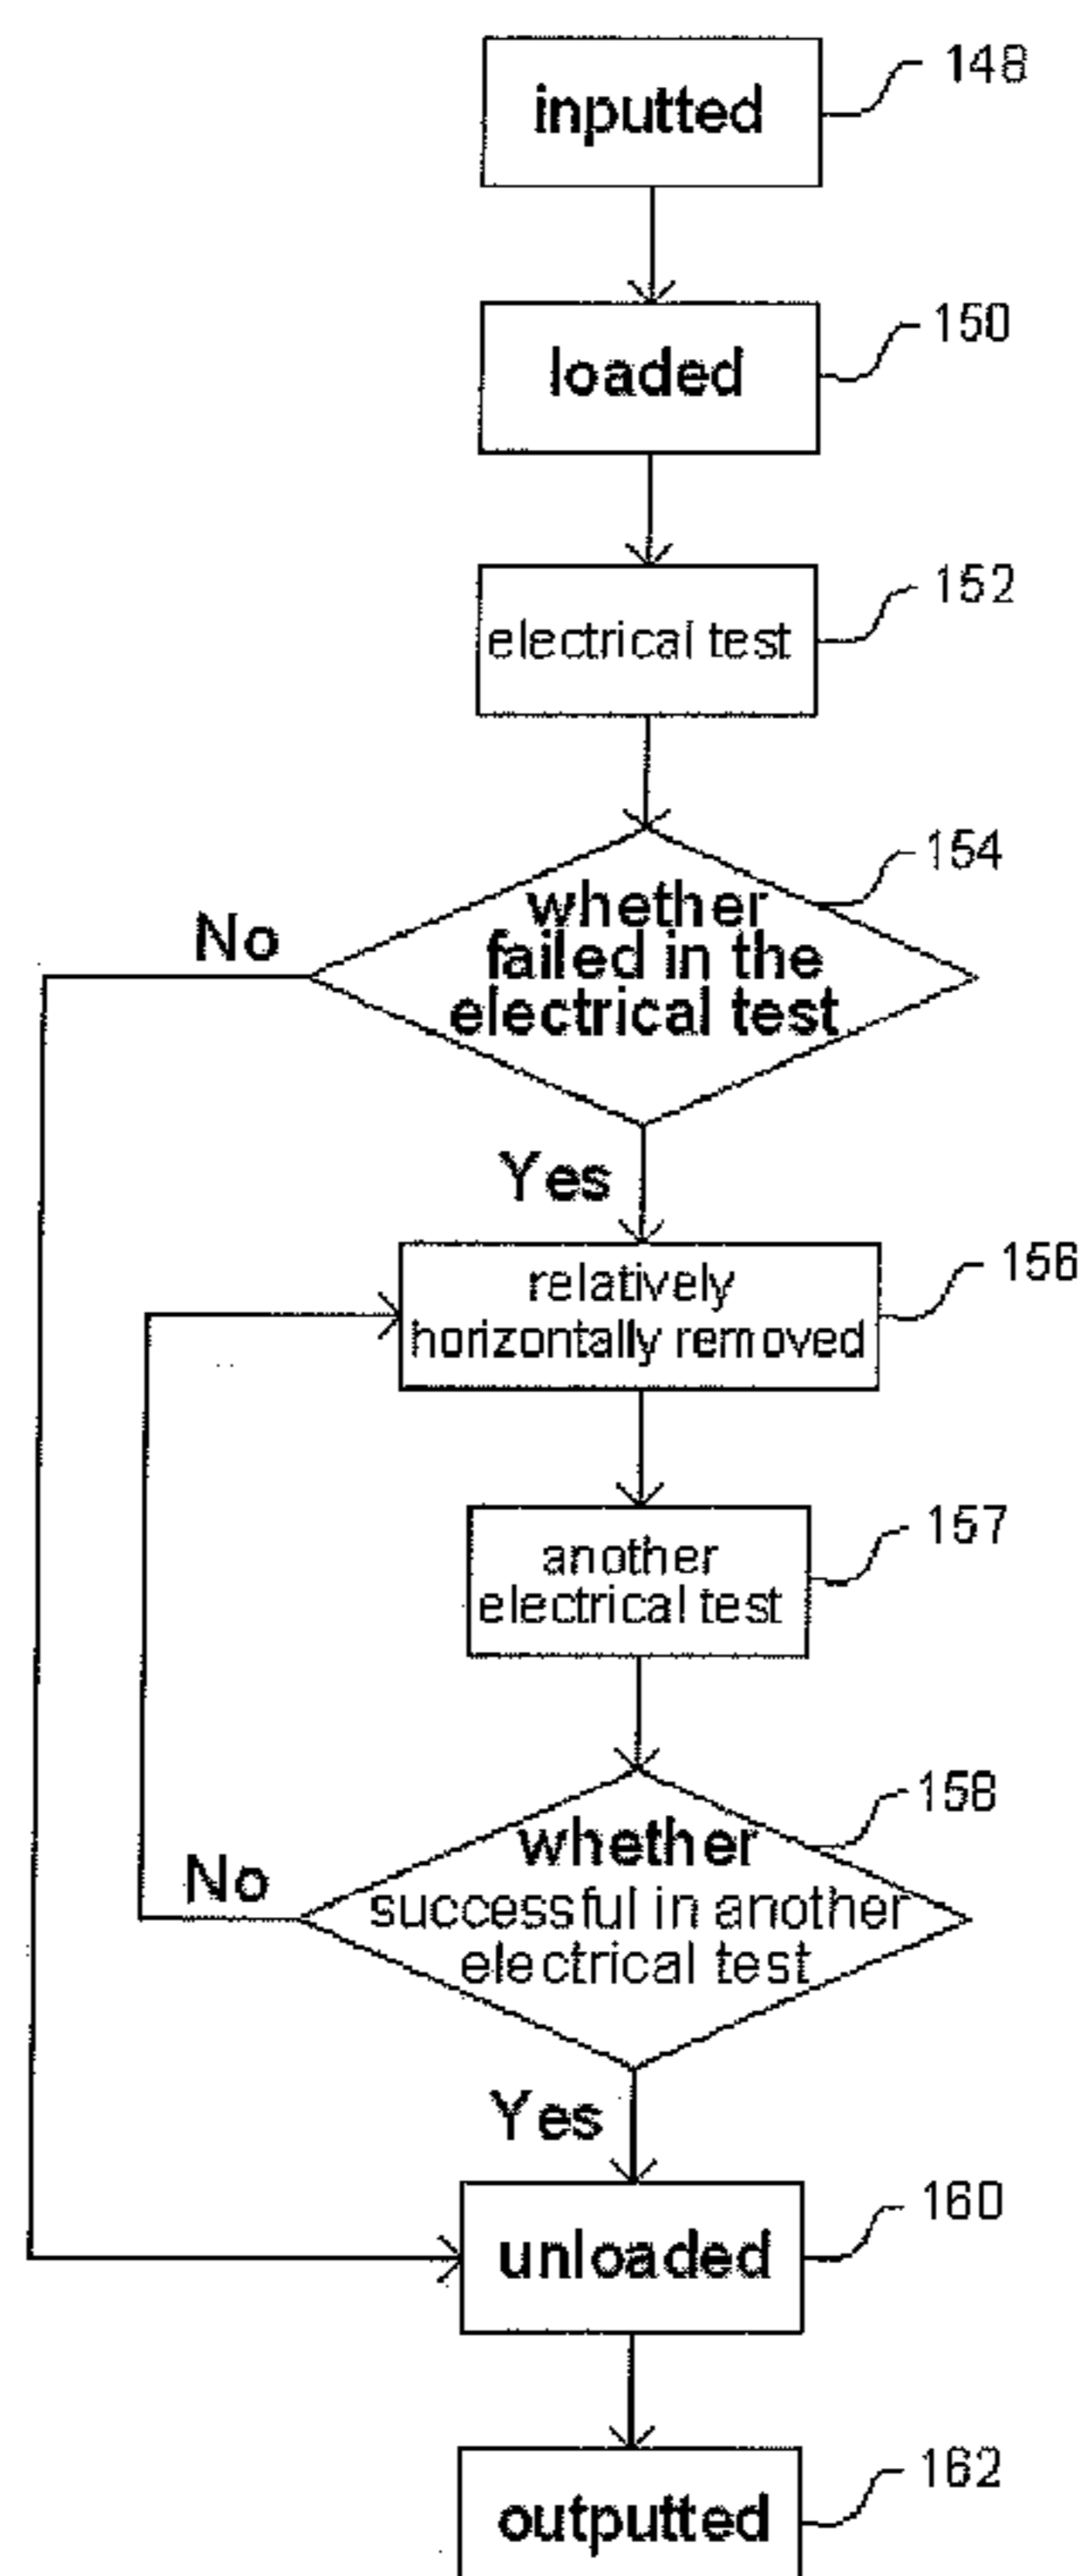 inputted
148
loaded
150
electrical test
152
154
whether
failed in the
electrical test
No
Yes
relatively
horizontally removed
156
another
electrical test
157
158
whether
successful in another
electrical test
No
Yes
unloaded
160
outputted
162